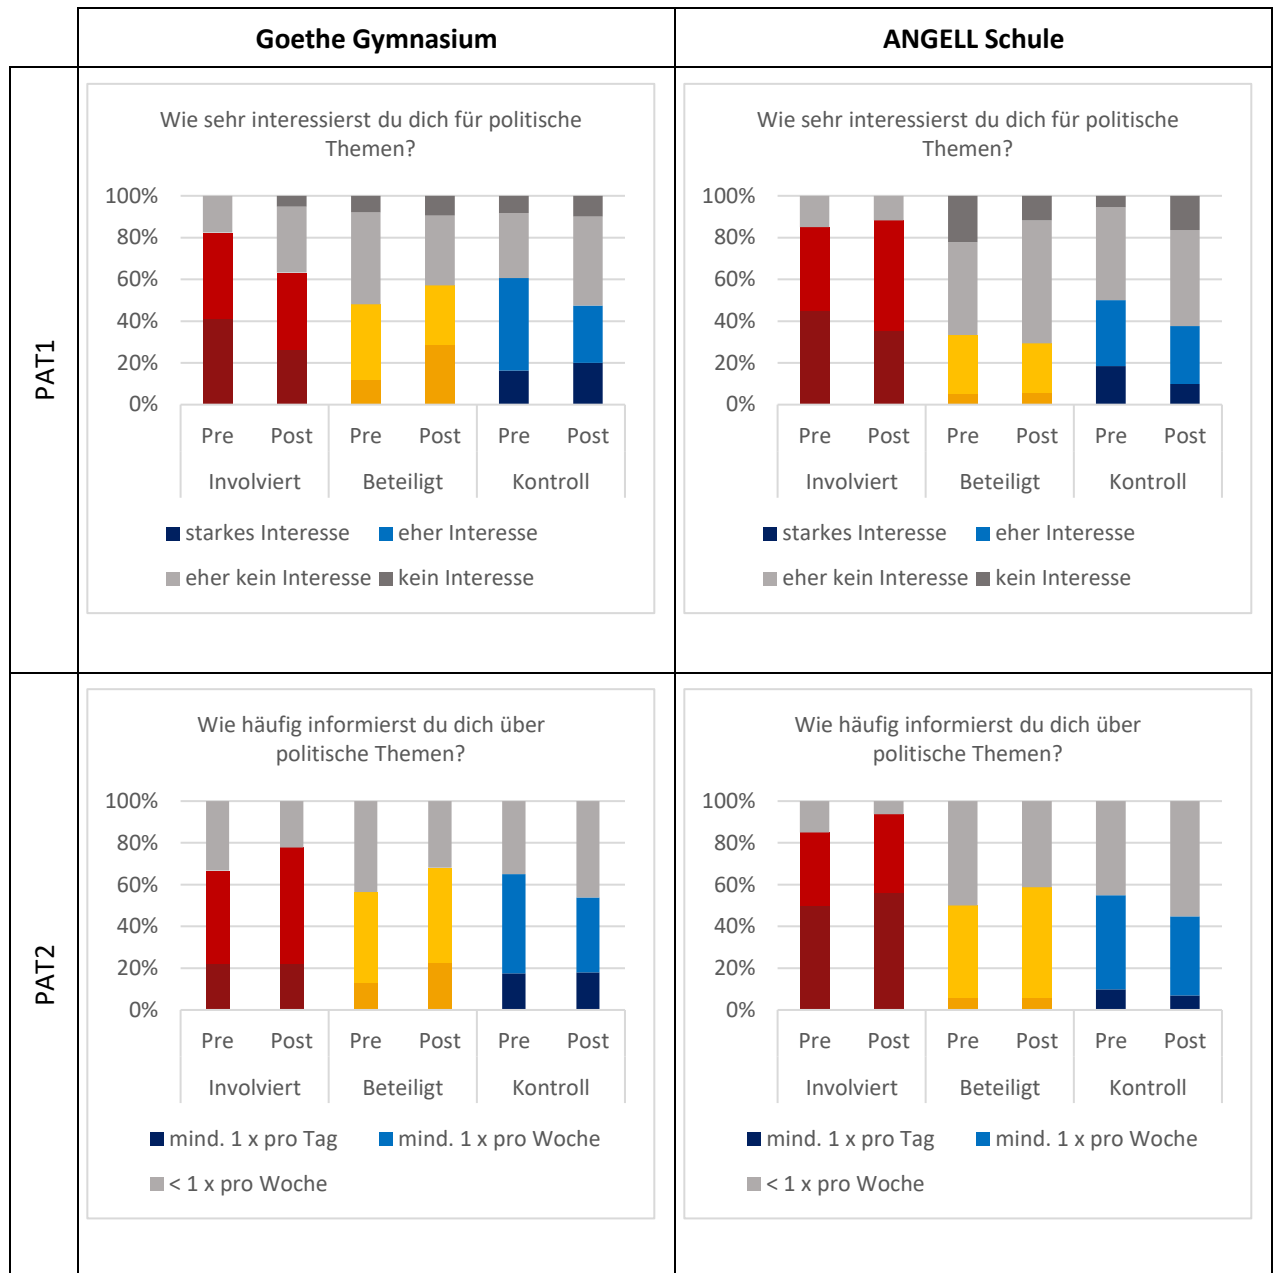 Goethe Gymnasium
ANGELL Schule
PAT1
Wie sehr interessierst du dich für politische
Themen?
100%
80%
60%
40%
20%
0%
Pre Post Pre Post Pre Post
Involviert Beteiligt Kontroll
starkes Interesse eher Interesse
eher kein Interesse kein Interesse
Wie sehr interessierst du dich für politische
Themen?
100%
80%
60%
40%
20%
0%
Pre Post Pre Post Pre Post
Involviert Beteiligt Kontroll
starkes Interesse eher Interesse
eher kein Interesse kein Interesse
PAT2
Wie häufig informierst du dich über
politische Themen?
100%
80%
60%
40%
20%
0%
Pre Post Pre Post Pre Post
Involviert Beteiligt Kontroll
mind. 1 x pro Tag mind. 1 x pro Woche
< 1 x pro Woche
Wie häufig informierst du dich über
politische Themen?
100%
80%
60%
40%
20%
0%
Pre Post Pre Post Pre Post
Involviert Beteiligt Kontroll
mind. 1 x pro Tag mind. 1 x pro Woche
< 1 x pro Woche